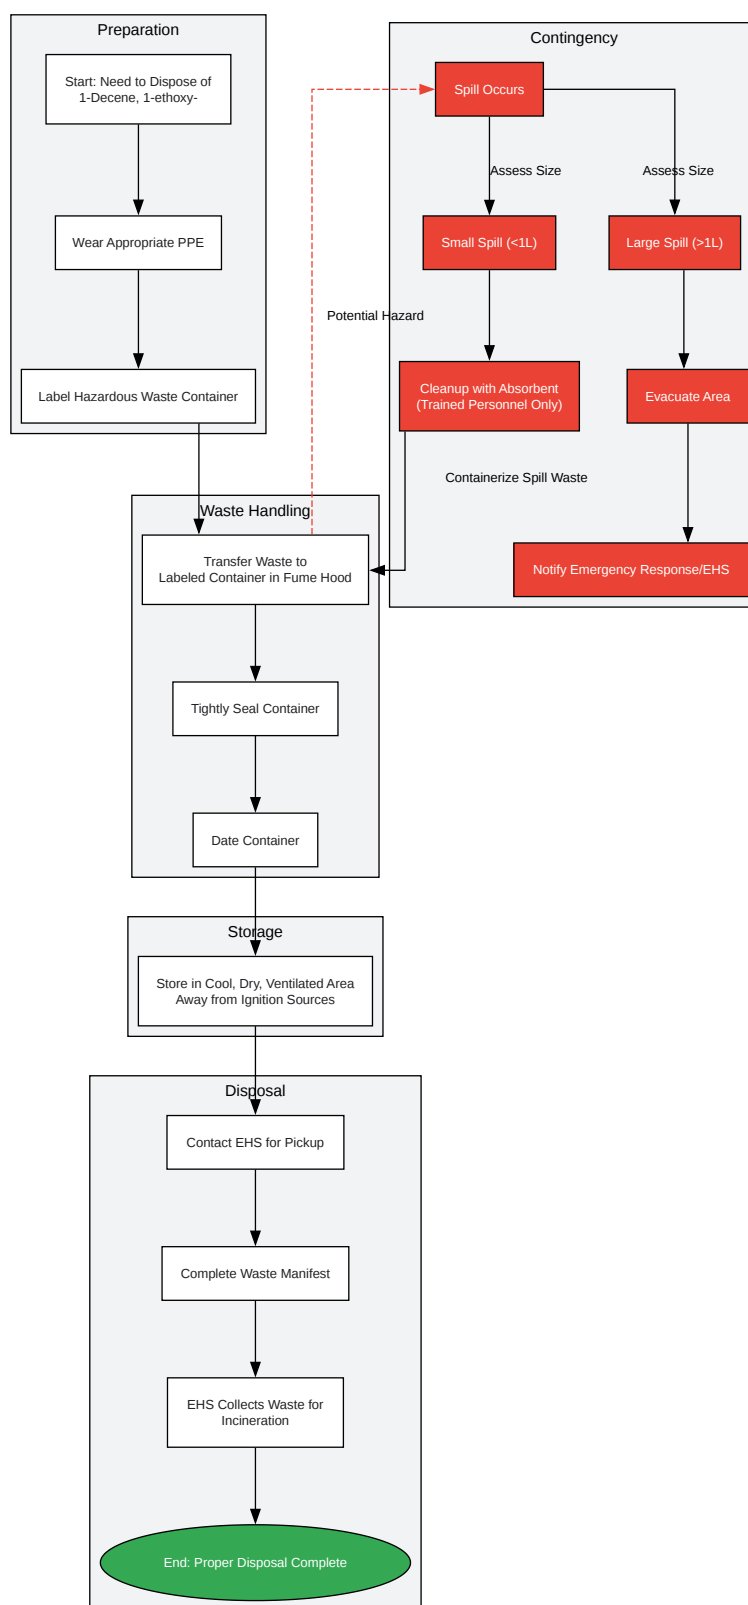 Preparation
Start: Need to Dispose of
1-Decene, 1-ethoxy-
Wear Appropriate PPE
Label Hazardous Waste Container
Contingency
Spill Occurs
Assess Size
Assess Size
Small Spill (<1L)
Large Spill (>1L)
Potential Hazard
Cleanup with Absorbent
(Trained Personnel Only)
Evacuate Area
Containerize Spill Waste
Notify Emergency Response/EHS
Waste Handling
Transfer Waste to
Labeled Container in Fume Hood
Tightly Seal Container
Date Container
Storage
Store in Cool, Dry, Ventilated Area
Away from Ignition Sources
Disposal
Contact EHS for Pickup
Complete Waste Manifest
EHS Collects Waste for
Incineration
End: Proper Disposal Complete